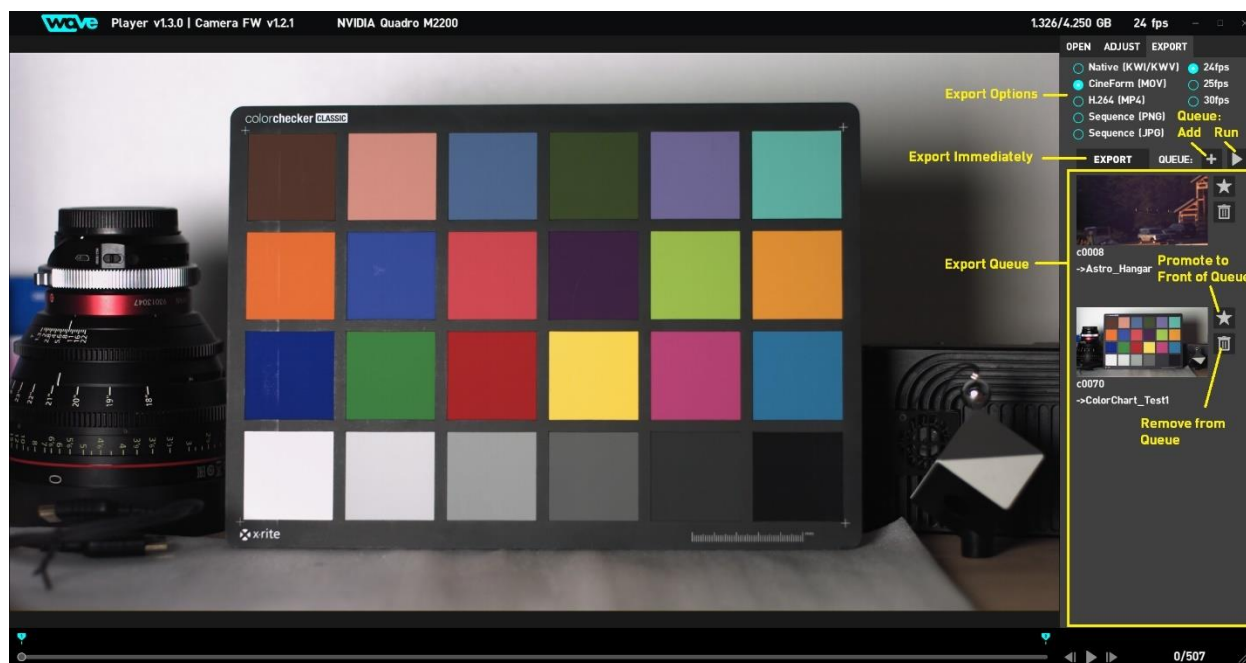 wave Player v1.3.0 | Camera FW v1.2.1 NVIDIA Quadro M2200 1.326/4.250 GB 24 fps
OPEN ADJUST EXPORT
Native (KWI/KWV) 24fps
CineForm (MOV) 25fps
Export Options
H.264 (MP4) 30fps
Sequence (PNG) Queue:
Sequence (JPG) Add Run
Export Immediately
EXPORT QUEUE:
colorchecker CLASSIC
c0008
->Astro_Hangar
Export Queue
Promote to
Front of Queue
c0070
->ColorChart_Test1
Remove from
Queue
x-rite
0/507